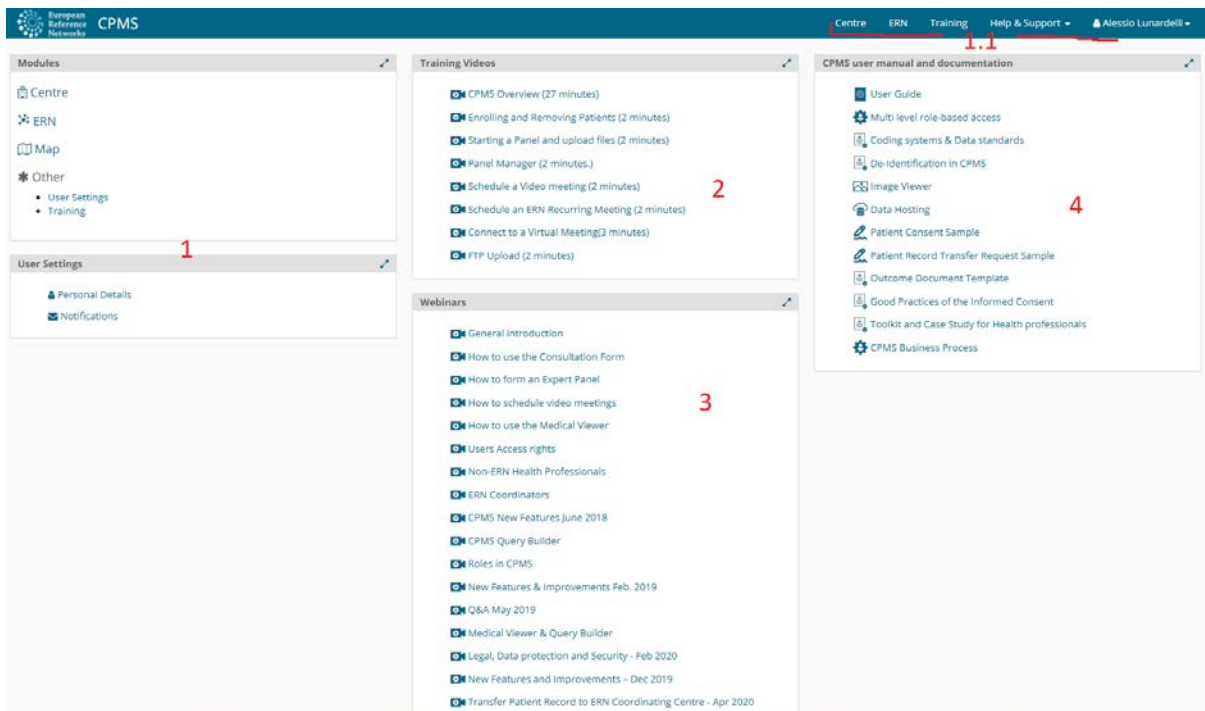 European
Reference
Networks
CPMS
Centre ERN Training Help & Support Alessio Lunardelli
1.1
Modules
Centre
ERN
Map
Other
User Settings
Training
1
User Settings
Personal Details
Notifications
Training Videos
CPMS Overview (27 minutes)
Enrolling and Removing Patients (2 minutes)
Starting a Panel and upload files (2 minutes)
Panel Manager (2 minutes.)
Schedule a Video meeting (2 minutes)
2
Schedule an ERN Recurring Meeting (2 minutes)
Connect to a Virtual Meeting(3 minutes)
FTP Upload (2 minutes)
Webinars
General introduction
How to use the Consultation Form
How to form an Expert Panel
How to schedule video meetings
3
How to use the Medical Viewer
Users Access rights
Non-ERN Health Professionals
ERN Coordinators
CPMS New Features June 2018
CPMS Query Builder
Roles in CPMS
New Features & Improvements Feb. 2019
Q&A May 2019
Medical Viewer & Query Builder
Legal, Data protection and Security - Feb 2020
New Features and Improvements – Dec 2019
Transfer Patient Record to ERN Coordinating Centre - Apr 2020
CPMS user manual and documentation
User Guide
Multi level role-based access
Coding systems & Data standards
De-Identification in CPMS
Image Viewer
Data Hosting
4
Patient Consent Sample
Patient Record Transfer Request Sample
Outcome Document Template
Good Practices of the Informed Consent
Toolkit and Case Study for Health professionals
CPMS Business Process